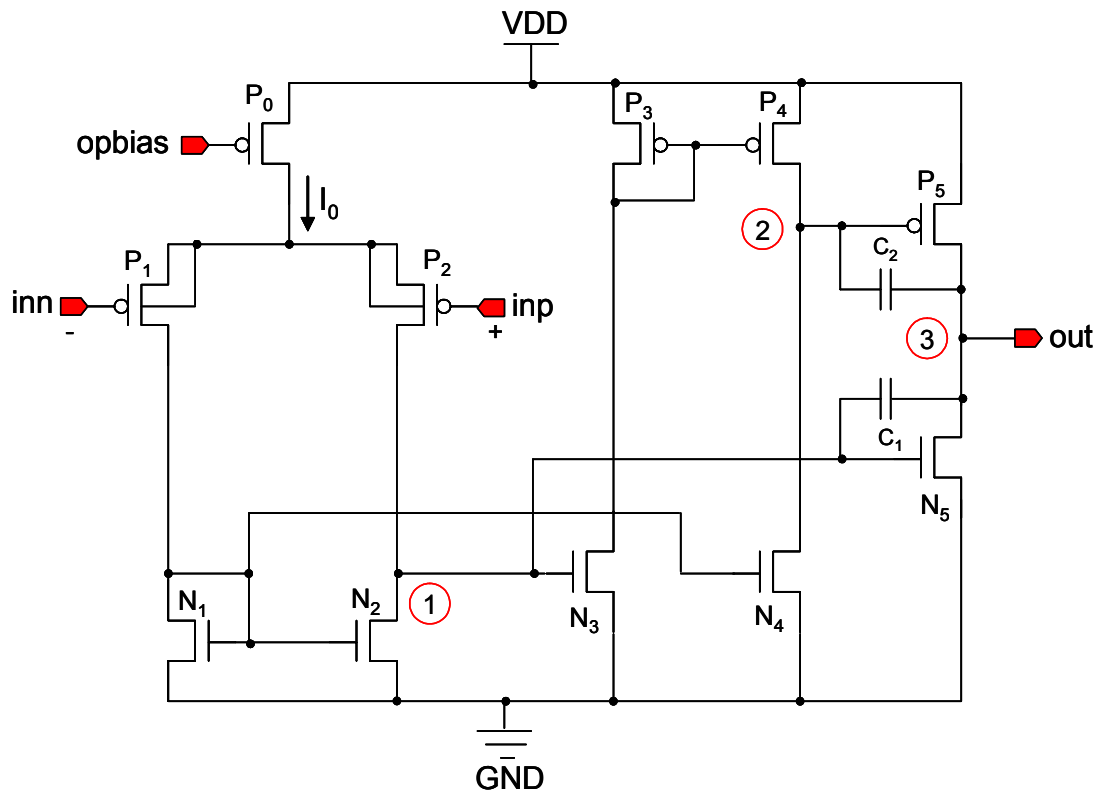 VDD
P₀
P₃
P₄
opbias
P₅
I₀
2
C₂
P₁
P₂
inn
inp
-
+
3
out
C₁
N₅
N₁
N₂
1
N₃
N₄
GND